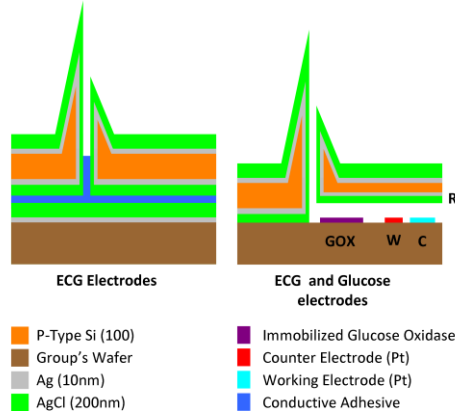 R
GOX
W
C
ECG Electrodes
ECG and Glucose
electrodes
P-Type Si (100)
Group's Wafer
Ag (10nm)
AgCl (200nm)
Immobilized Glucose Oxidase
Counter Electrode (Pt)
Working Electrode (Pt)
Conductive Adhesive